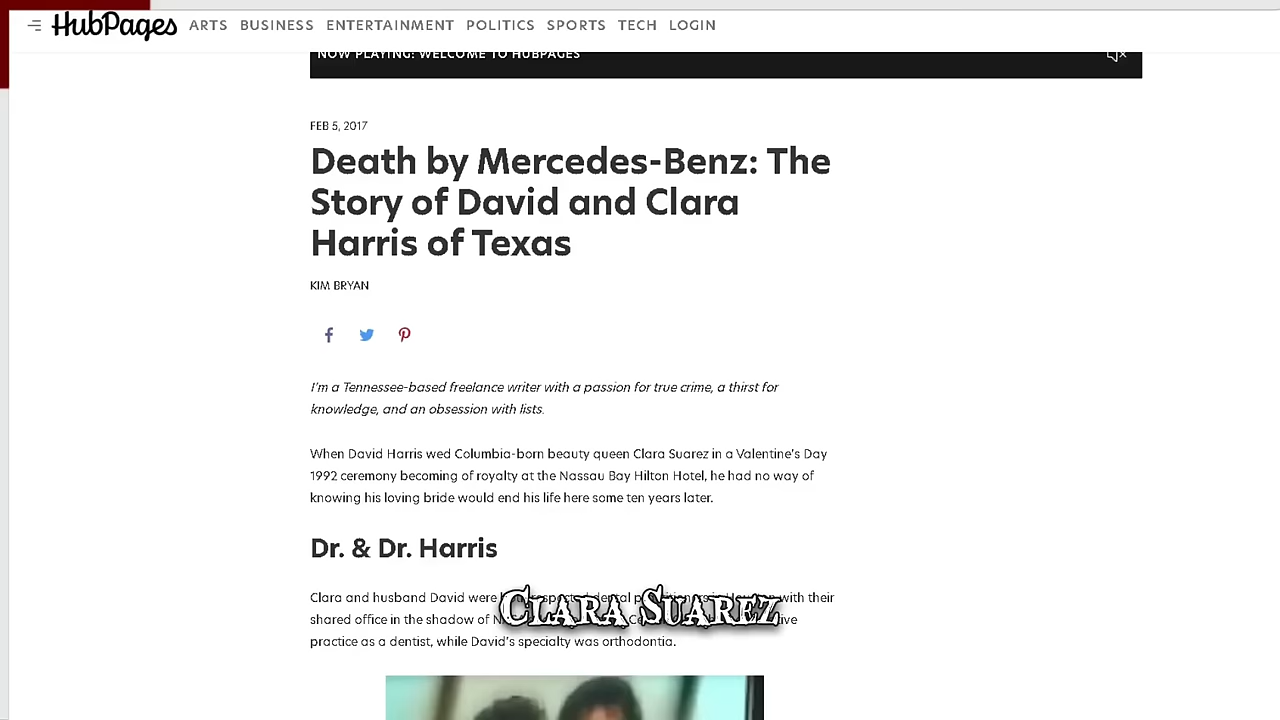 HubPages ARTS BUSINESS ENTERTAINMENT POLITICS SPORTS TECH LOGIN
NOW PLAYING: WELCOME TO HUBPAGES
FEB 5, 2017
Death by Mercedes-Benz: The
Story of David and Clara
Harris of Texas
KIM BRYAN
I'm a Tennessee-based freelance writer with a passion for true crime, a thirst for
knowledge, and an obsession with lists.
When David Harris wed Columbia-born beauty queen Clara Suarez in a Valentine's Day
1992 ceremony becoming of royalty at the Nassau Bay Hilton Hotel, he had no way of
knowing his loving bride would end his life here some ten years later.
Dr. & Dr. Harris
Clara and husband David were with their
shared office in the shadow of
practice as a dentist, while David's specialty was orthodontia.
Clara Suarez